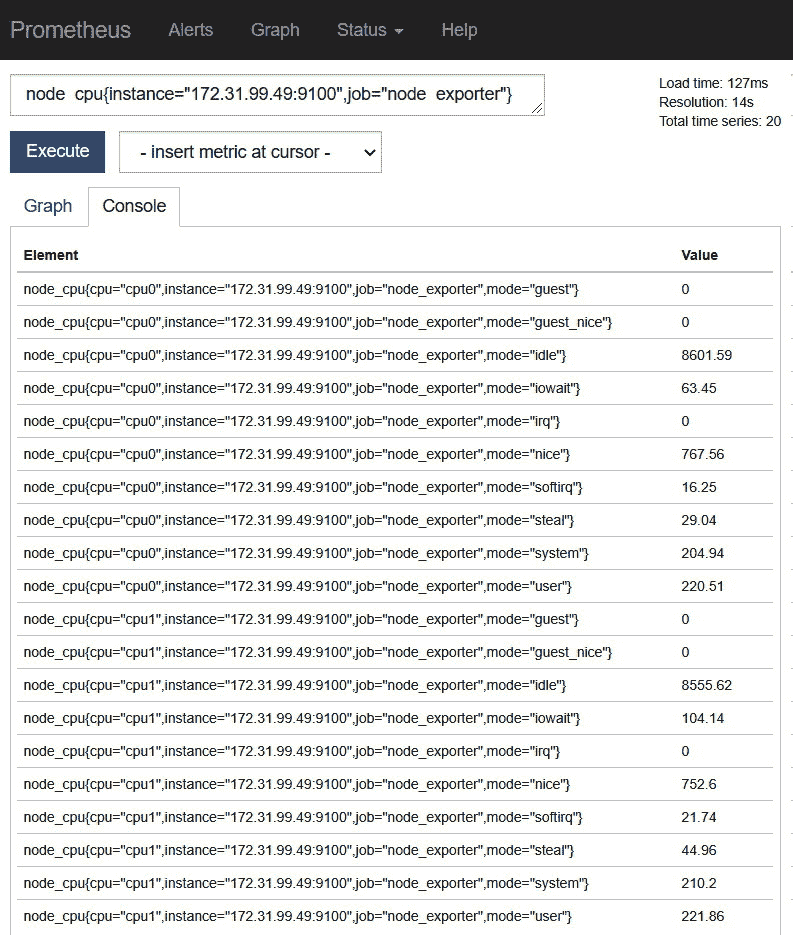 Prometheus Alerts Graph Status Help
node_cpu{instance="172.31.99.49:9100",job="node_exporter"}
Load time: 127ms
Resolution: 14s
Total time series: 20
Execute - insert metric at cursor -
Graph Console
Element Value
node_cpu{cpu="cpu0",instance="172.31.99.49:9100",job="node_exporter",mode="guest"} 0
node_cpu{cpu="cpu0",instance="172.31.99.49:9100",job="node_exporter",mode="guest_nice"} 0
node_cpu{cpu="cpu0",instance="172.31.99.49:9100",job="node_exporter",mode="idle"} 8601.59
node_cpu{cpu="cpu0",instance="172.31.99.49:9100",job="node_exporter",mode="iowait"} 63.45
node_cpu{cpu="cpu0",instance="172.31.99.49:9100",job="node_exporter",mode="irq"} 0
node_cpu{cpu="cpu0",instance="172.31.99.49:9100",job="node_exporter",mode="nice"} 767.56
node_cpu{cpu="cpu0",instance="172.31.99.49:9100",job="node_exporter",mode="softirq"} 16.25
node_cpu{cpu="cpu0",instance="172.31.99.49:9100",job="node_exporter",mode="steal"} 29.04
node_cpu{cpu="cpu0",instance="172.31.99.49:9100",job="node_exporter",mode="system"} 204.94
node_cpu{cpu="cpu0",instance="172.31.99.49:9100",job="node_exporter",mode="user"} 220.51
node_cpu{cpu="cpu1",instance="172.31.99.49:9100",job="node_exporter",mode="guest"} 0
node_cpu{cpu="cpu1",instance="172.31.99.49:9100",job="node_exporter",mode="guest_nice"} 0
node_cpu{cpu="cpu1",instance="172.31.99.49:9100",job="node_exporter",mode="idle"} 8555.62
node_cpu{cpu="cpu1",instance="172.31.99.49:9100",job="node_exporter",mode="iowait"} 104.14
node_cpu{cpu="cpu1",instance="172.31.99.49:9100",job="node_exporter",mode="irq"} 0
node_cpu{cpu="cpu1",instance="172.31.99.49:9100",job="node_exporter",mode="nice"} 752.6
node_cpu{cpu="cpu1",instance="172.31.99.49:9100",job="node_exporter",mode="softirq"} 21.74
node_cpu{cpu="cpu1",instance="172.31.99.49:9100",job="node_exporter",mode="steal"} 44.96
node_cpu{cpu="cpu1",instance="172.31.99.49:9100",job="node_exporter",mode="system"} 210.2
node_cpu{cpu="cpu1",instance="172.31.99.49:9100",job="node_exporter",mode="user"} 221.86